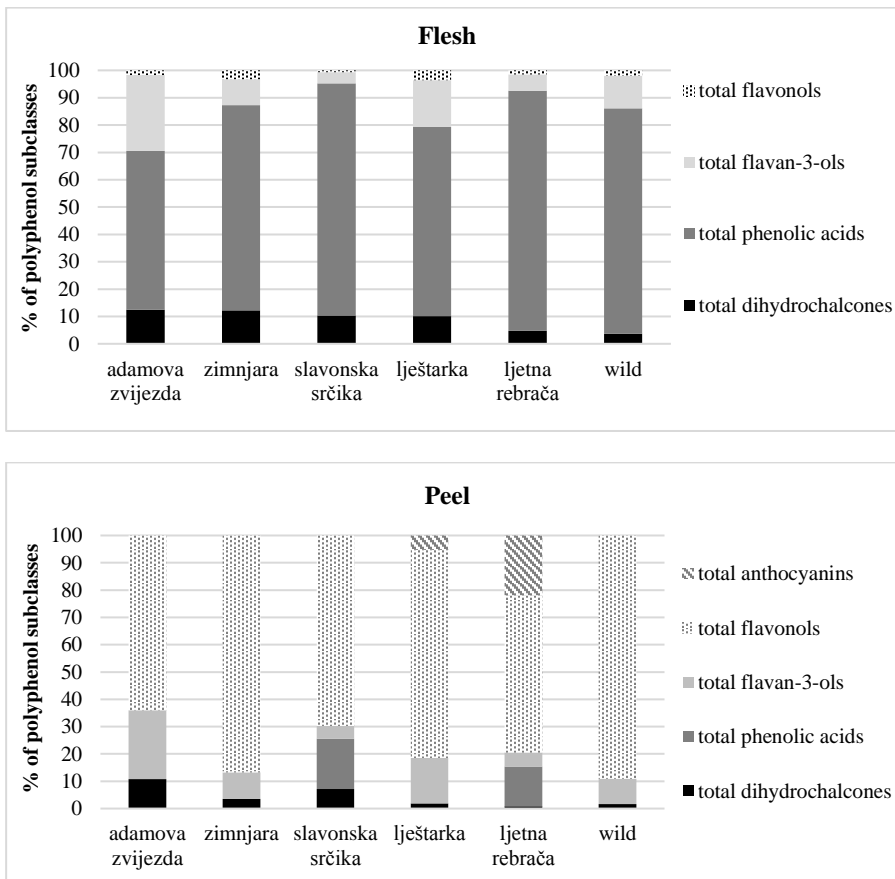 Flesh
% of polyphenol subclasses
100
90
80
70
60
50
40
30
20
10
0
adamova
zvijezda
zimnjara
slavonska
srčika
lještarka
ljetna
rebrača
wild
total flavonols
total flavan-3-ols
total phenolic acids
total dihydrochalcones
Peel
% of polyphenol subclasses
100
90
80
70
60
50
40
30
20
10
0
adamova
zvijezda
zimnjara
slavonska
srčika
lještarka
ljetna
rebrača
wild
total anthocyanins
total flavonols
total flavan-3-ols
total phenolic acids
total dihydrochalcones